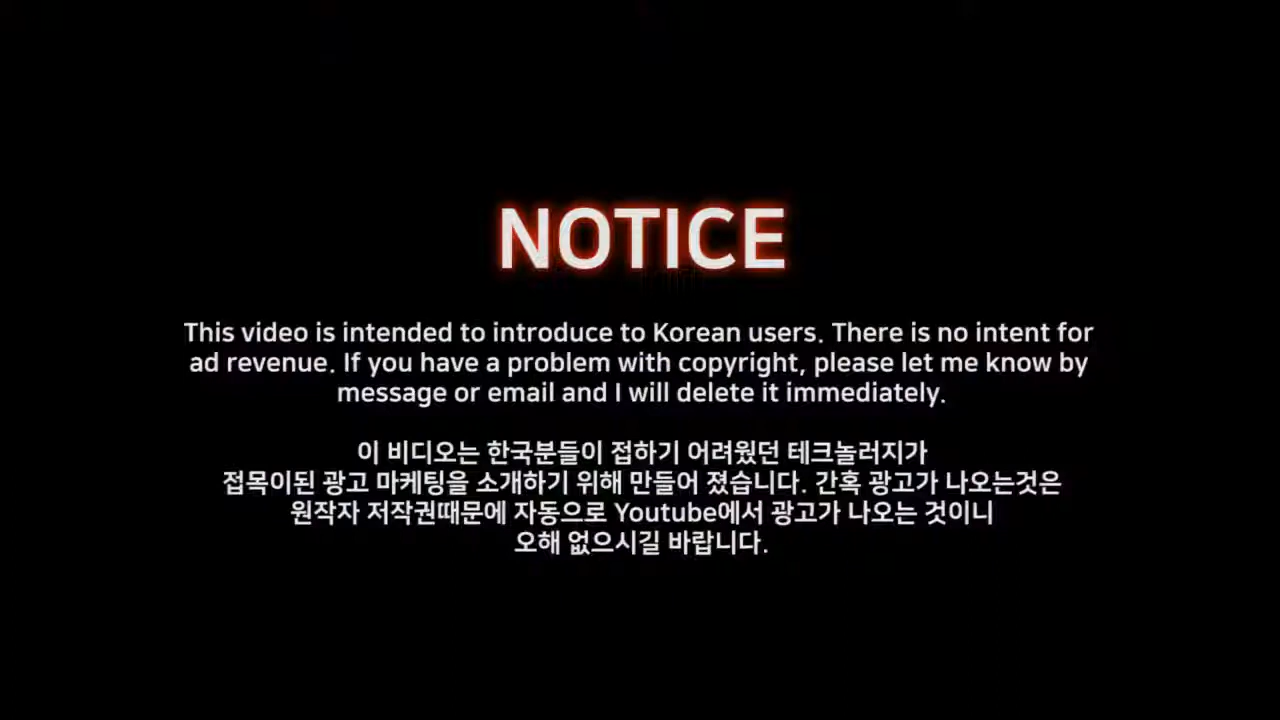 NOTICE
This video is intended to introduce to Korean users. There is no intent for
ad revenue. If you have a problem with copyright, please let me know by
message or email and I will delete it immediately.
이 비디오는 한국분들이 접하기 어려웠던 테크놀러지가
접목이된 광고 마케팅을 소개하기 위해 만들어 졌습니다. 간혹 광고가 나오는것은
원작자 저작권때문에 자동으로 Youtube에서 광고가 나오는 것이니
오해 없으시길 바랍니다.